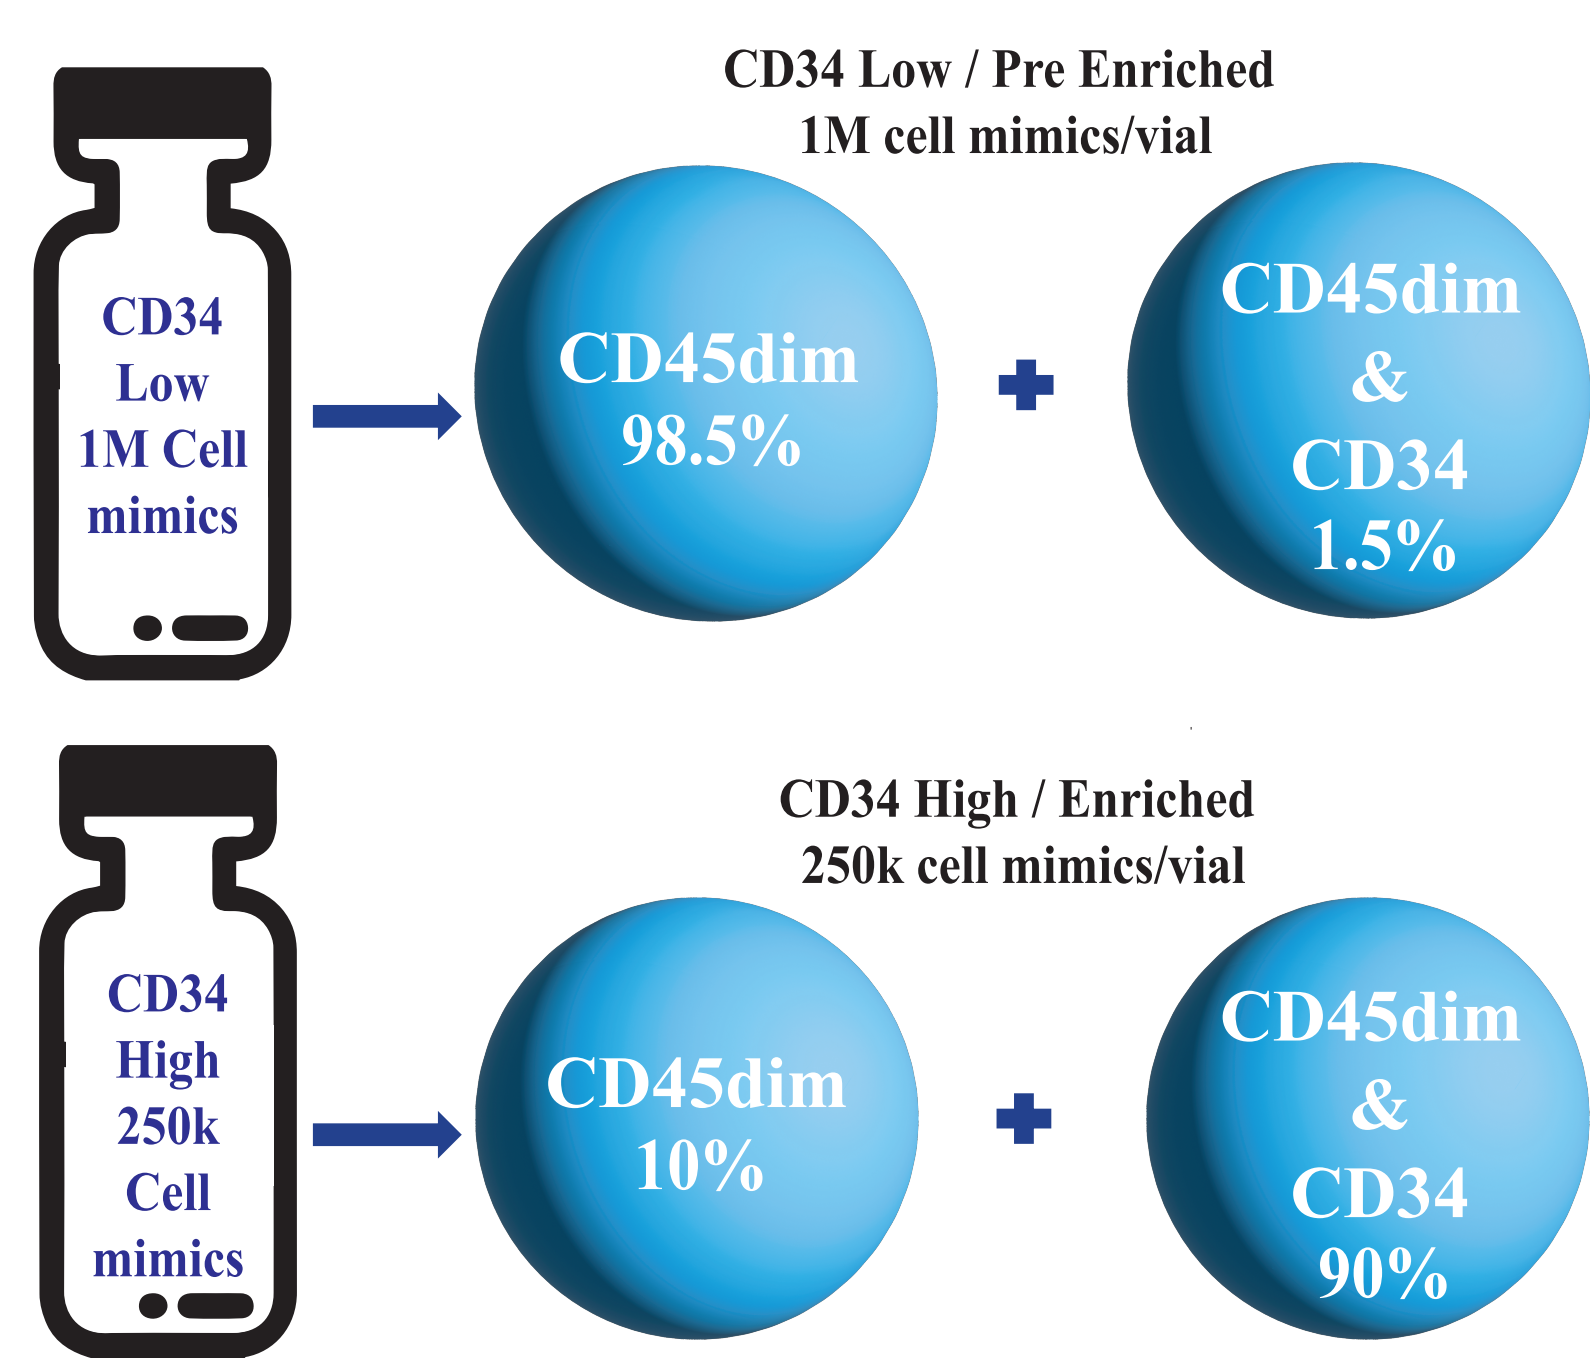 CD34 Low / Pre Enriched
1M cell mimics/vial
CD34
Low
1M Cell
mimics
CD45dim
98.5%
CD45dim
&
CD34
1.5%
CD34 High / Enriched
250k cell mimics/vial
CD34
High
250k
Cell
mimics
CD45dim
10%
CD45dim
&
CD34
90%